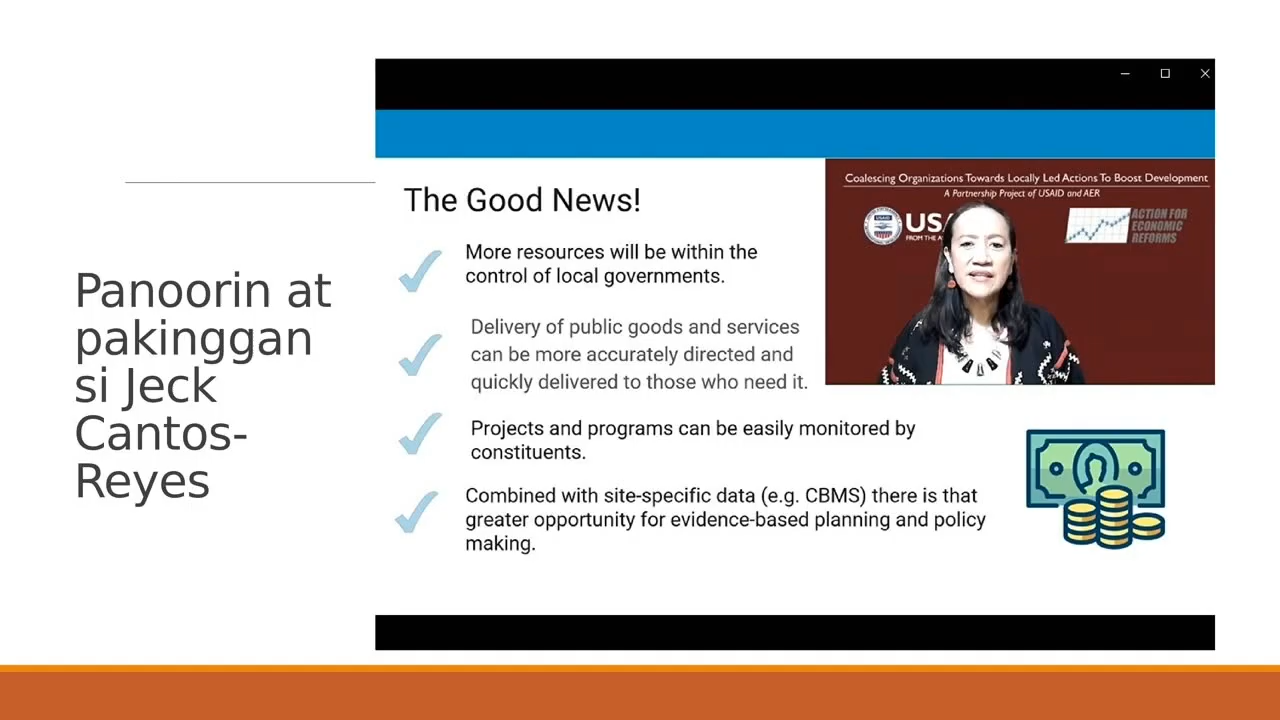 Panoorin at
pakinggan
si Jeck
Cantos-
Reyes
The Good News!
More resources will be within the
control of local governments.
Delivery of public goods and services
can be more accurately directed and
quickly delivered to those who need it.
Projects and programs can be easily monitored by
constituents.
Combined with site-specific data (e.g. CBMS) there is that
greater opportunity for evidence-based planning and policy
making.
Coalescing Organizations Towards Locally Led Actions To Boost Development
A Partnership Project of USAID and AER
USAID
FROM THE A
ACTION FOR
ECONOMIC
REFORMS